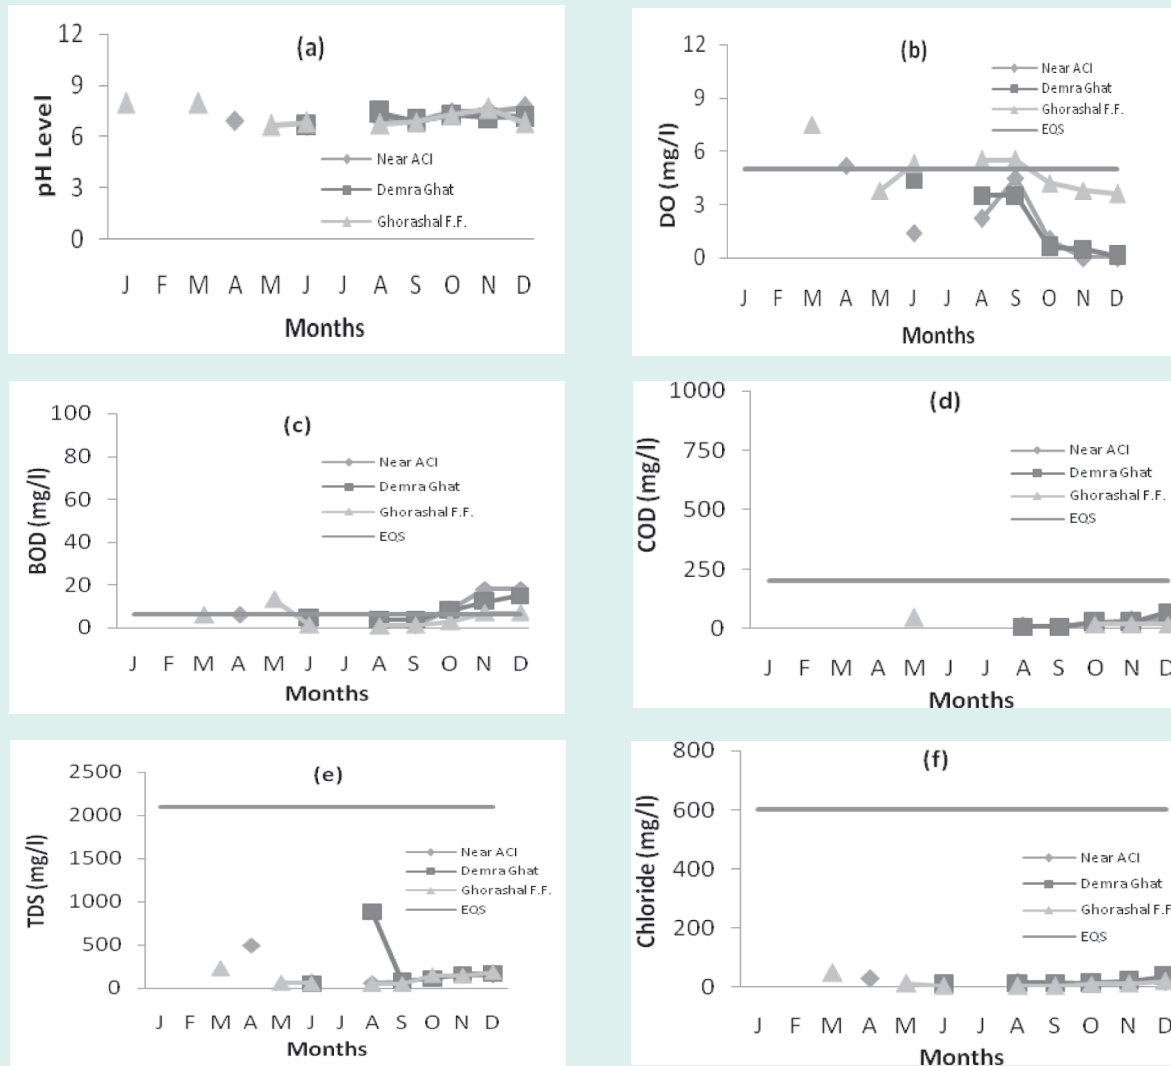 (a)
12
9
6
3
0
pH Level
Near ACI
Demra Ghat
Ghorashal F.F.
J F M A M J J A S O N D
Months
(b)
12
9
6
3
0
DO (mg/l)
Near ACI
Demra Ghat
Ghorashal F.F.
EQS
J F M A M J J A S O N D
Months
(c)
100
80
60
40
20
0
BOD (mg/l)
Near ACI
Demra Ghat
Ghorashal F.F.
EQS
J F M A M J J A S O N D
Months
(d)
1000
750
500
250
0
COD (mg/l)
Near ACI
Demra Ghat
Ghorashal F.F.
EQS
J F M A M J J A S O N D
Months
(e)
2500
2000
1500
1000
500
0
TDS (mg/l)
Near ACI
Demra Ghat
Ghorashal F.F.
EQS
J F M A M J J A S O N D
Months
(f)
800
600
400
200
0
Chloride (mg/l)
Near ACI
Demra Ghat
Ghorashal F.F
EQS
J F M A M J J A S O N D
Months